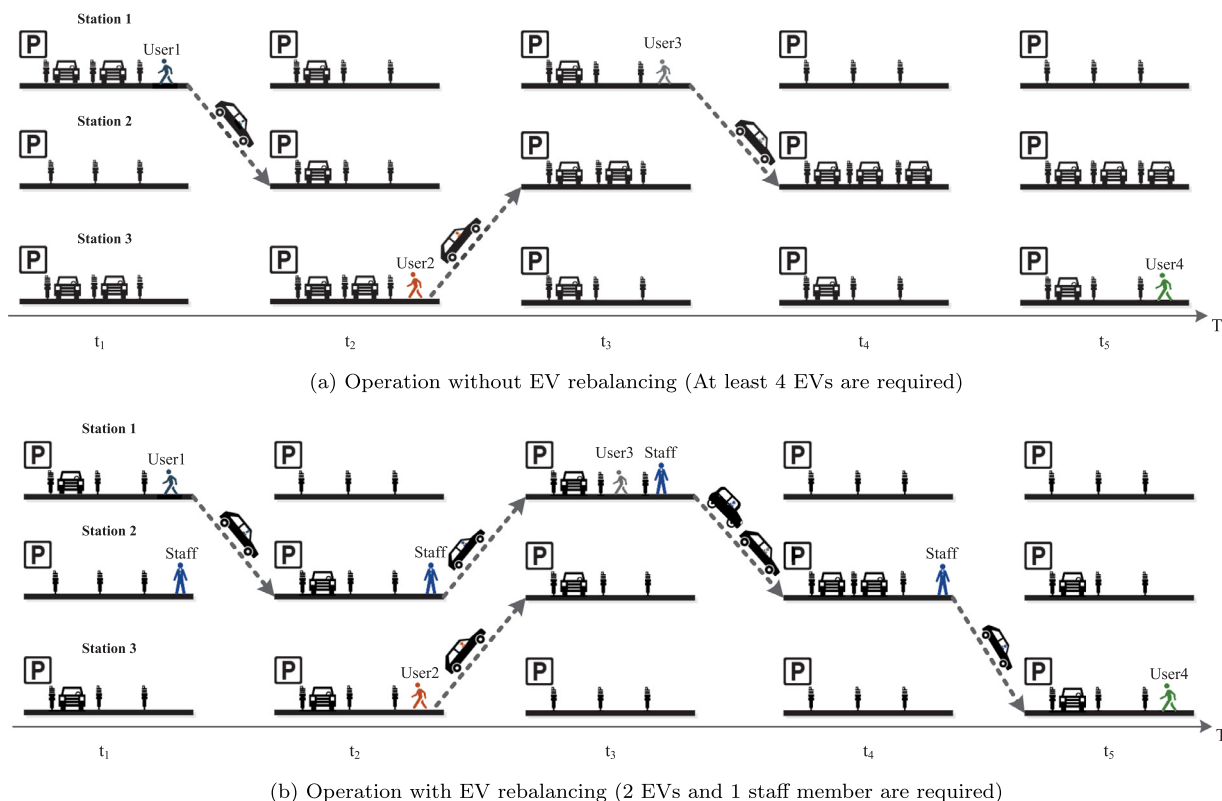 Station 1
P P P P P
User1 User3
Station 2
P P P P P
Station 3
P P P P P
User2 User4
T
t1 t2 t3 t4 t5
(a) Operation without EV rebalancing (At least 4 EVs are required)
Station 1
P P P P P
User1 User3 Staff
Station 2
P P P P P
Staff Staff Staff
Station 3
P P P P P
User2 User4
T
t1 t2 t3 t4 t5
(b) Operation with EV rebalancing (2 EVs and 1 staff member are required)